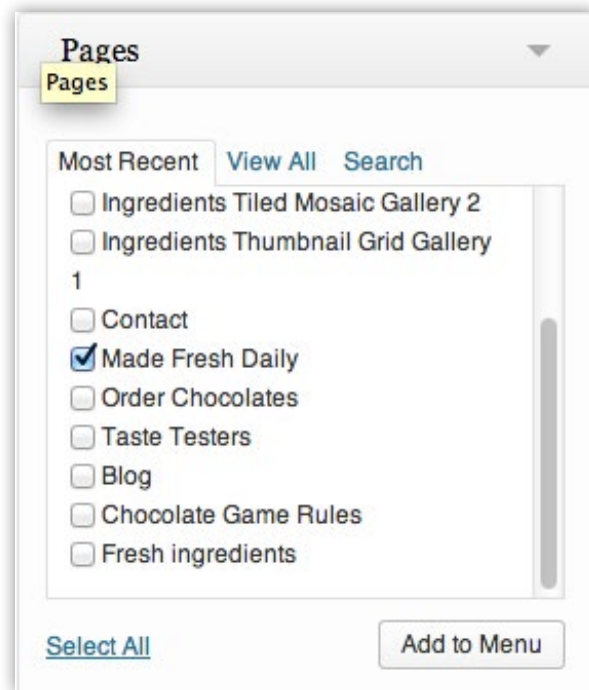 Pages
Pages
Most Recent View All Search
Ingredients Tiled Mosaic Gallery 2
Ingredients Thumbnail Grid Gallery
1
Contact
Made Fresh Daily
Order Chocolates
Taste Testers
Blog
Chocolate Game Rules
Fresh ingredients
Select All Add to Menu